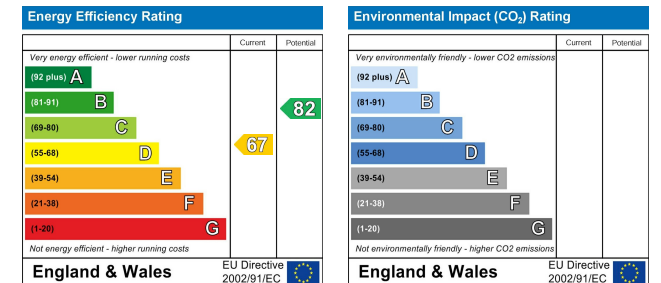 Energy Efficiency Rating
Current Potential
Very energy efficient - lower running costs
(92 plus) A
(81-91) B
(69-80) C
(55-68) D
(39-54) E
(21-38) F
(1-20) G
67
82
Not energy efficient - higher running costs
England & Wales
EU Directive
2002/91/EC
Environmental Impact (CO₂) Rating
Current Potential
Very environmentally friendly - lower CO2 emissions
(92 plus) A
(81-91) B
(69-80) C
(55-68) D
(39-54) E
(21-38) F
(1-20) G
Not environmentally friendly - higher CO2 emissions
England & Wales
EU Directive
2002/91/EC